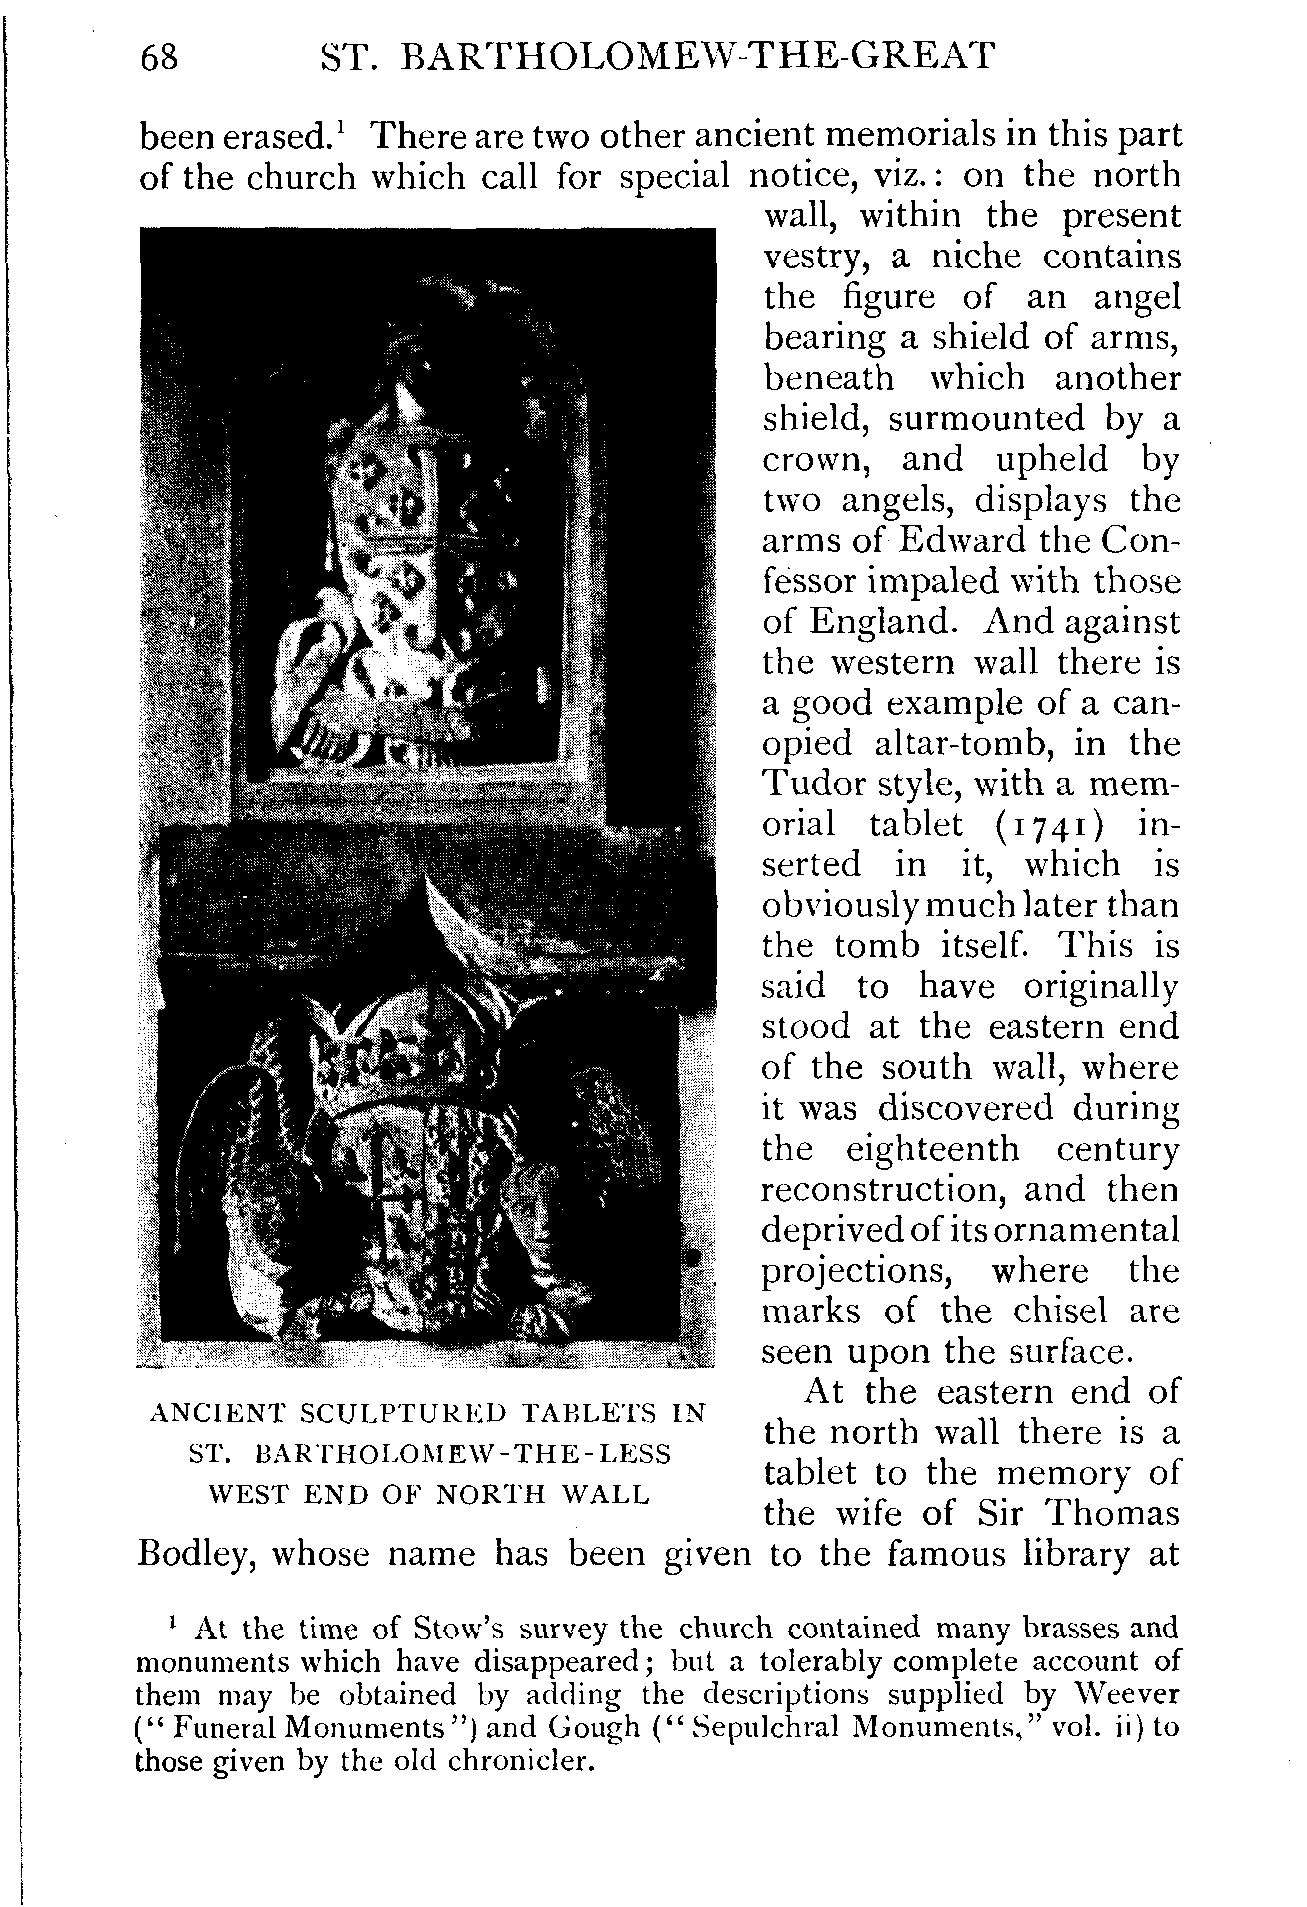 68 ST. BARTHOLOMEW-THE-GREAT
been erased.¹ There are two other ancient memorials in this part
of the church which call for special notice, viz.: on the north
wall, within the present
vestry, a niche contains
the figure of an angel
bearing a shield of arms,
beneath which another
shield, surmounted by a
crown, and upheld by
two angels, displays the
arms of Edward the Con-
fessor impaled with those
of England. And against
the western wall there is
a good example of a can-
opied altar-tomb, in the
Tudor style, with a mem-
orial tablet (1741) in-
serted in it, which is
obviously much later than
the tomb itself. This is
said to have originally
stood at the eastern end
of the south wall, where
it was discovered during
the eighteenth century
reconstruction, and then
deprived of its ornamental
projections, where the
marks of the chisel are
seen upon the surface.
At the eastern end of
the north wall there is a
tablet to the memory of
the wife of Sir Thomas
Bodley, whose name has been given to the famous library at
ANCIENT SCULPTURED TABLETS IN
ST. BARTHOLOMEW-THE-LESS
WEST END OF NORTH WALL
¹ At the time of Stow's survey the church contained many brasses and
monuments which have disappeared; but a tolerably complete account of
them may be obtained by adding the descriptions supplied by Weever
(“ Funeral Monuments”) and Gough (“ Sepulchral Monuments,” vol. ii) to
those given by the old chronicler.